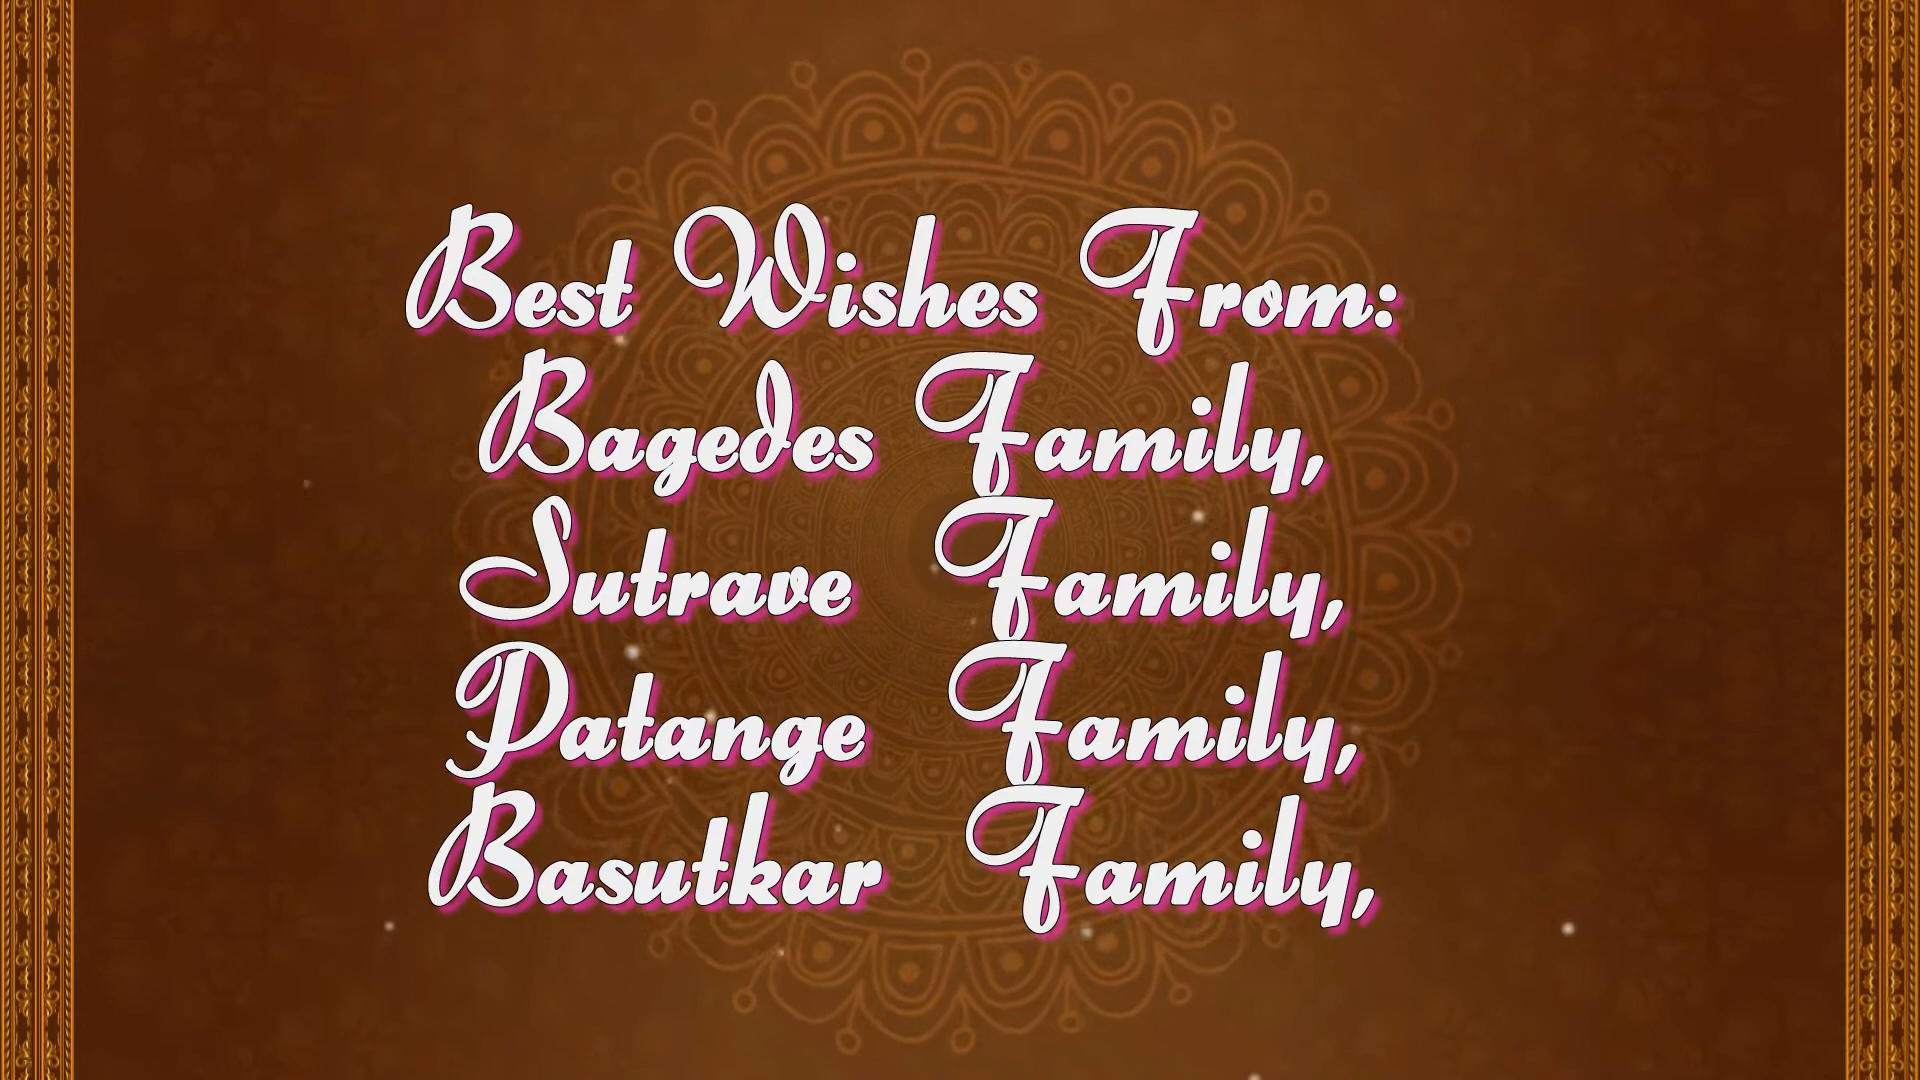 Best Wishes From:
Bagedes Family,
Sutrave Family,
Patange Family,
Basutkar Family,